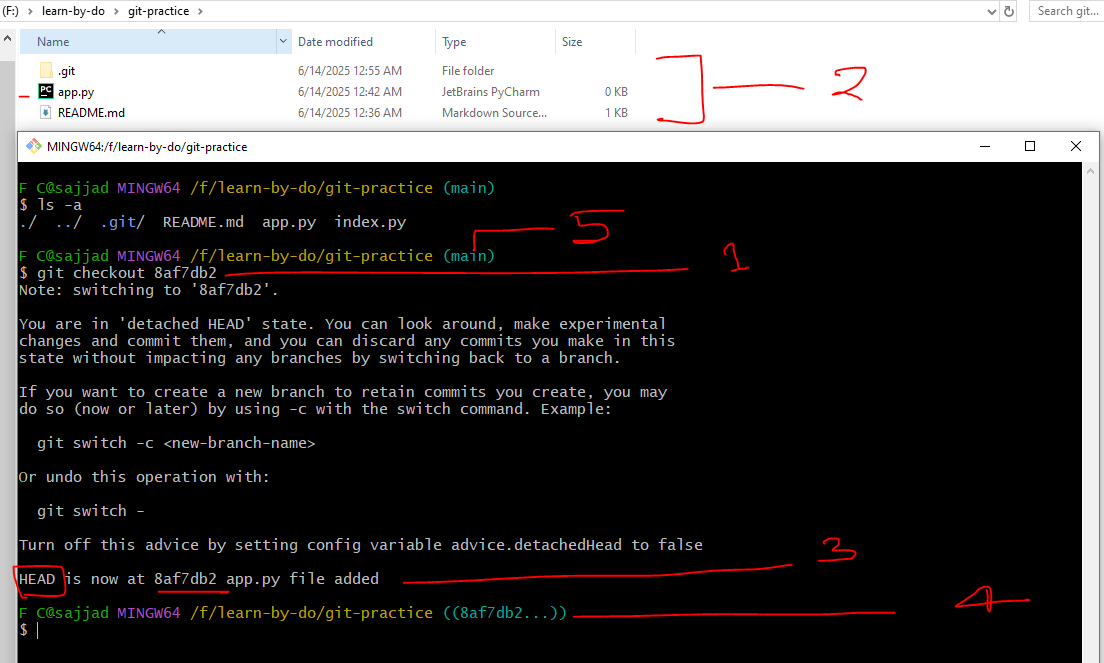 (F:) > learn-by-do > git-practice >
Search git...
Name Date modified Type Size
.git 6/14/2025 12:55 AM File folder
PC app.py 6/14/2025 12:42 AM JetBrains PyCharm 0 KB
README.md 6/14/2025 12:36 AM Markdown Source... 1 KB
2
MINGW64:/f/learn-by-do/git-practice
F C@sajjad MINGW64 /f/learn-by-do/git-practice (main)
$ ls -a
./ ../ .git/ README.md app.py index.py
5
F C@sajjad MINGW64 /f/learn-by-do/git-practice (main)
$ git checkout 8af7db2
1
Note: switching to '8af7db2'.
You are in 'detached HEAD' state. You can look around, make experimental
changes and commit them, and you can discard any commits you make in this
state without impacting any branches by switching back to a branch.
If you want to create a new branch to retain commits you create, you may
do so (now or later) by using -c with the switch command. Example:
git switch -c <new-branch-name>
Or undo this operation with:
git switch -
Turn off this advice by setting config variable advice.detachedHead to false
3
HEAD is now at 8af7db2 app.py file added
F C@sajjad MINGW64 /f/learn-by-do/git-practice ((8af7db2...))
4
$